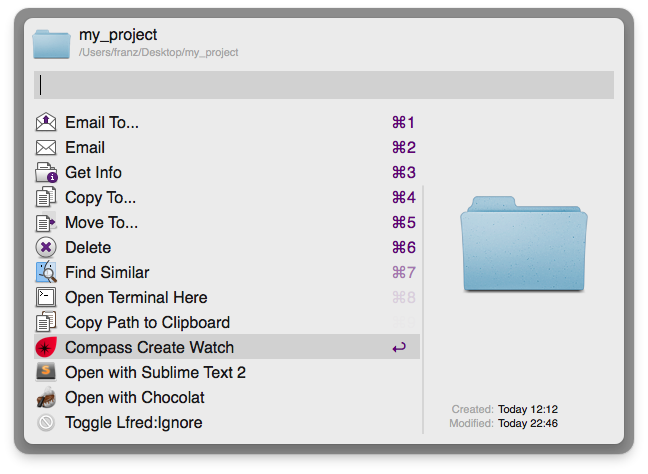 my_project
/Users/franz/Desktop/my_project
Email To... ⌘1
Email ⌘2
Get Info ⌘3
Copy To... ⌘4
Move To... ⌘5
Delete ⌘6
Find Similar ⌘7
Open Terminal Here ⌘8
Copy Path to Clipboard ⌘9
Compass Create Watch ↩
Open with Sublime Text 2
Open with Chocolat
Toggle Lfred:Ignore
Created: Today 12:12
Modified: Today 22:46